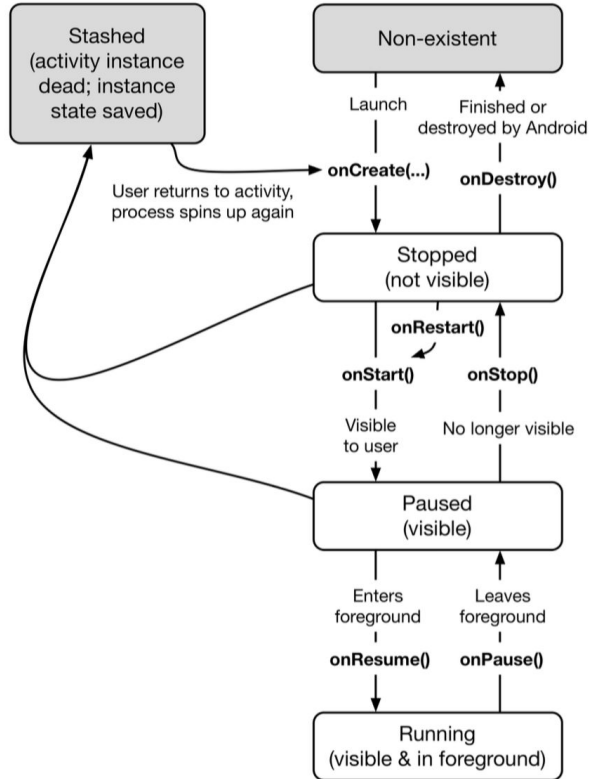 Stashed
(activity instance
dead; instance
state saved)
Non-existent
Launch
Finished or
destroyed by Android
onCreate(...)
onDestroy()
User returns to activity,
process spins up again
Stopped
(not visible)
onRestart()
onStart()
onStop()
Visible
to user
No longer visible
Paused
(visible)
Enters
foreground
Leaves
foreground
onResume()
onPause()
Running
(visible & in foreground)